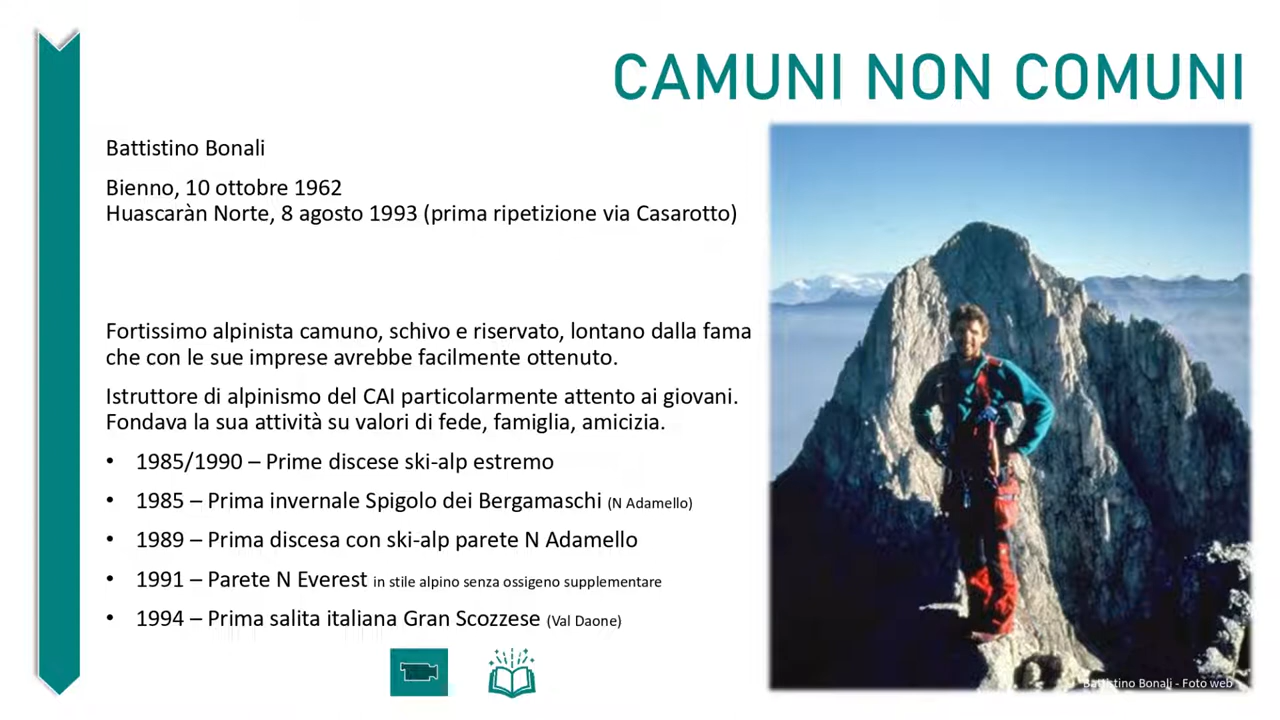 CAMUNI NON COMUNI
Battistino Bonali
Bienno, 10 ottobre 1962
Huascaràn Norte, 8 agosto 1993 (prima ripetizione via Casarotto)
Fortissimo alpinista camuno, schivo e riservato, lontano dalla fama
che con le sue imprese avrebbe facilmente ottenuto.
Istruttore di alpinismo del CAI particolarmente attento ai giovani.
Fondava la sua attività su valori di fede, famiglia, amicizia.
• 1985/1990 – Prime discese ski-alp estremo
• 1985 – Prima invernale Spigolo dei Bergamaschi (N Adamello)
• 1989 – Prima discesa con ski-alp parete N Adamello
• 1991 – Parete N Everest in stile alpino senza ossigeno supplementare
• 1994 – Prima salita italiana Gran Scozzese (Val Daone)
Battistino Bonali - Foto web